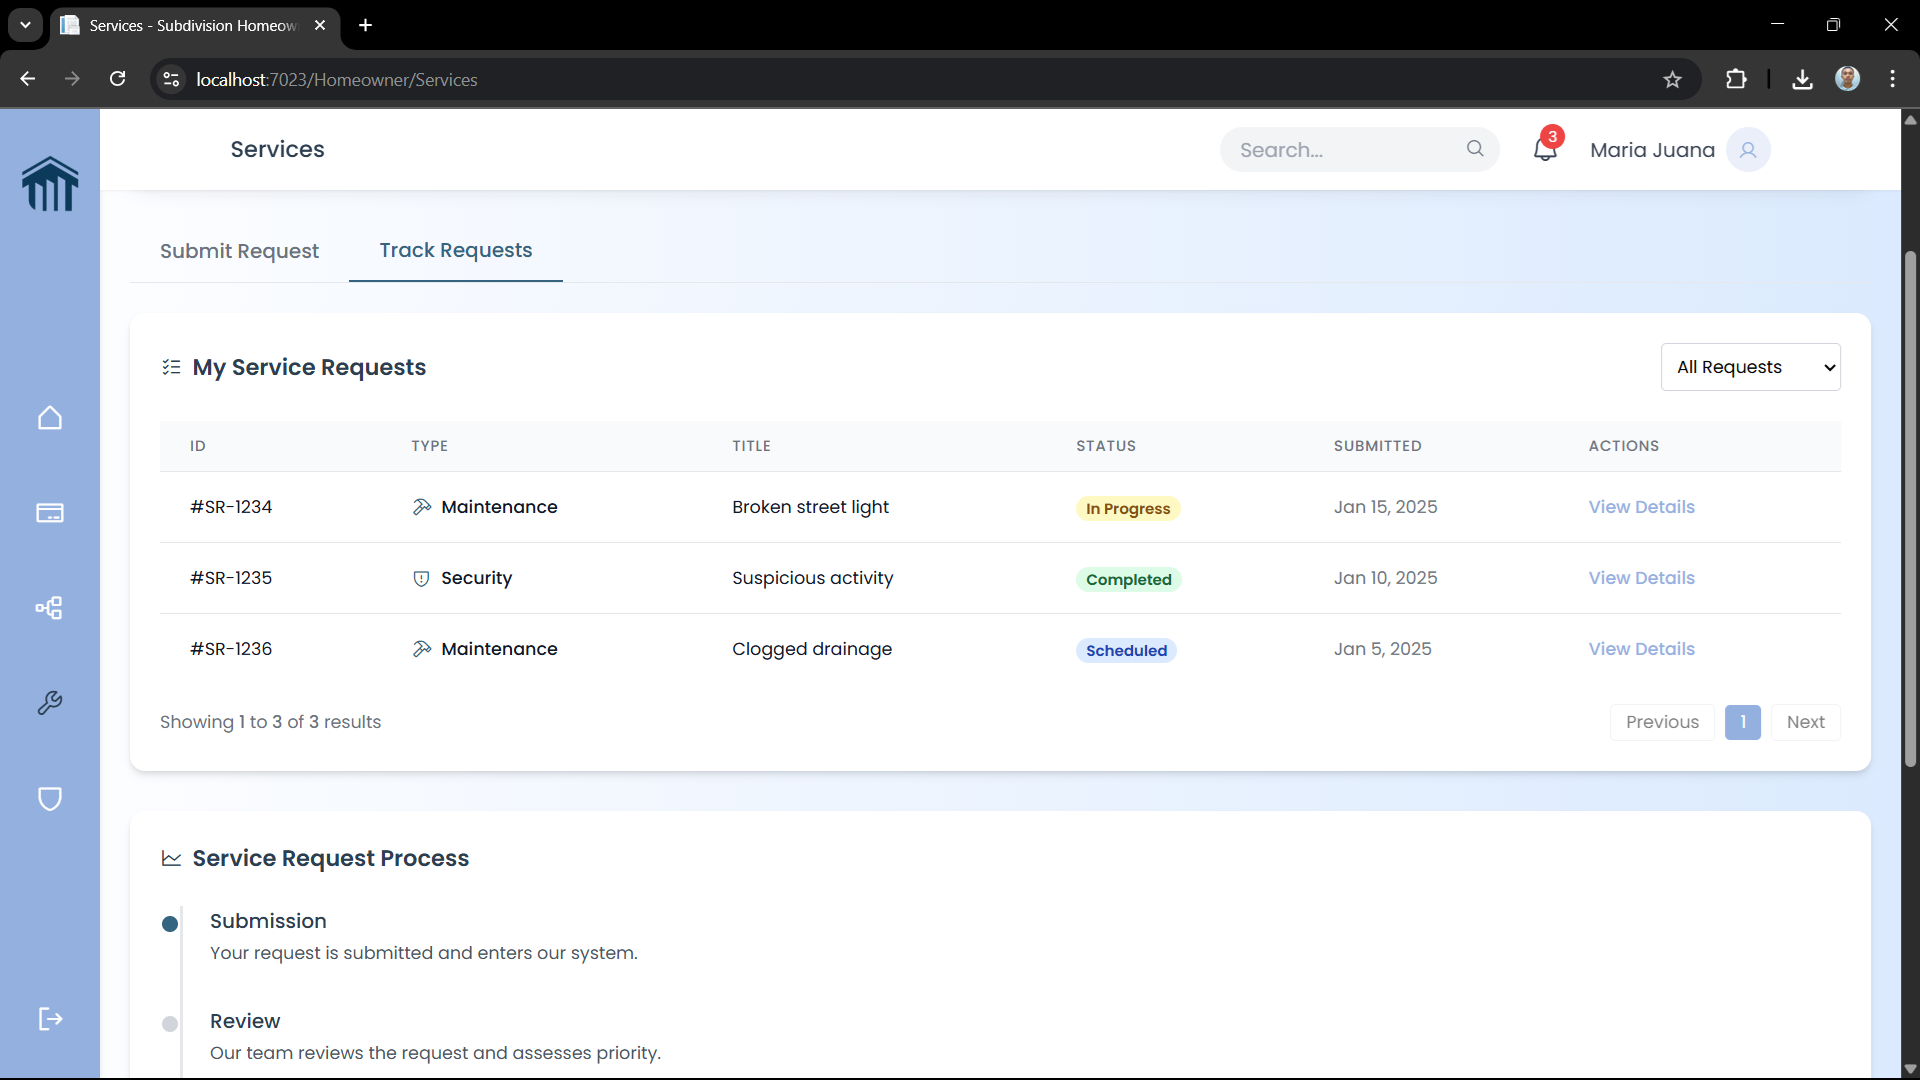 Services - Subdivision Homeow
localhost:7023/Homeowner/Services
Services
Search...
3
Maria Juana
Submit Request
Track Requests
My Service Requests
All Requests
ID TYPE TITLE STATUS SUBMITTED ACTIONS
#SR-1234 Maintenance Broken street light In Progress Jan 15, 2025 View Details
#SR-1235 Security Suspicious activity Completed Jan 10, 2025 View Details
#SR-1236 Maintenance Clogged drainage Scheduled Jan 5, 2025 View Details
Showing 1 to 3 of 3 results
Previous 1 Next
Service Request Process
Submission
Your request is submitted and enters our system.
Review
Our team reviews the request and assesses priority.